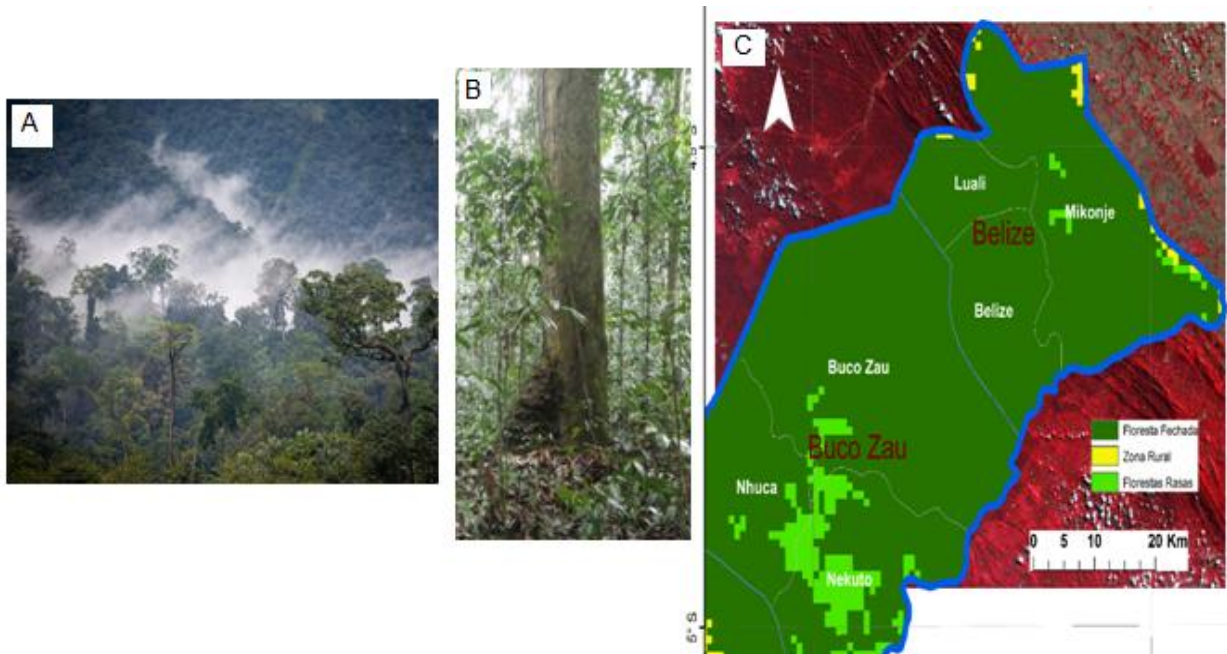 A
B
C
N
Luali
Mikonje
Belize
Belize
Buco Zau
Buco Zau
Nhuca
Nekuto
Floresta Fechada
Zona Rural
Florestas Rasas
0 5 10 20 Km